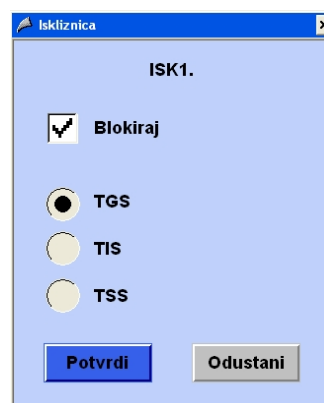 Iskliznica
ISK1.
Blokiraj
TGS
TIS
TSS
Potvrdi Odustani